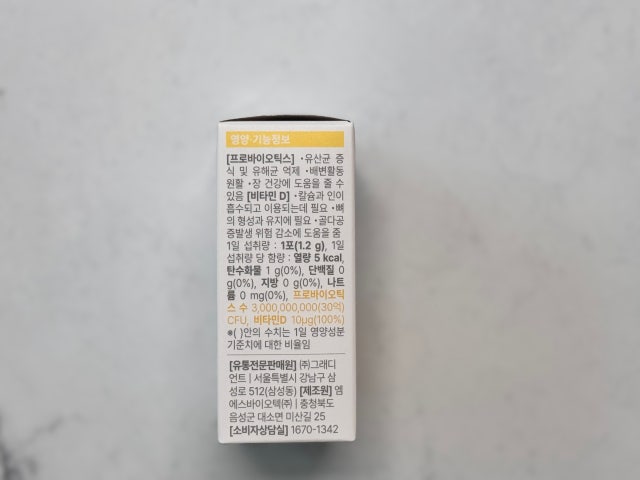 영양·기능정보
[프로바이오틱스] •유산균 증
식 및 유해균 억제 •배변활동
원활 •장 건강에 도움을 줄 수
있음 [비타민 D] •칼슘과 인이
흡수되고 이용되는데 필요 •뼈
의 형성과 유지에 필요 •골다공
증발생 위험 감소에 도움을 줌
1일 섭취량 : 1포(1.2 g), 1일
섭취량 당 함량 : 열량 5 kcal,
탄수화물 1 g(0%), 단백질 0
g(0%), 지방 0 g(0%), 나트
륨 0 mg(0%), 프로바이오틱
스 수 3,000,000,000(30억)
CFU, 비타민D 10μg(100%)
※( )안의 수치는 1일 영양성분
기준치에 대한 비율임
[유통전문판매원] ㈜그래디
언트 | 서울특별시 강남구 삼
성로 512(삼성동) [제조원] 엠
에스바이오텍㈜ | 충청북도
음성군 대소면 미산길 25
[소비자상담실] 1670-1342